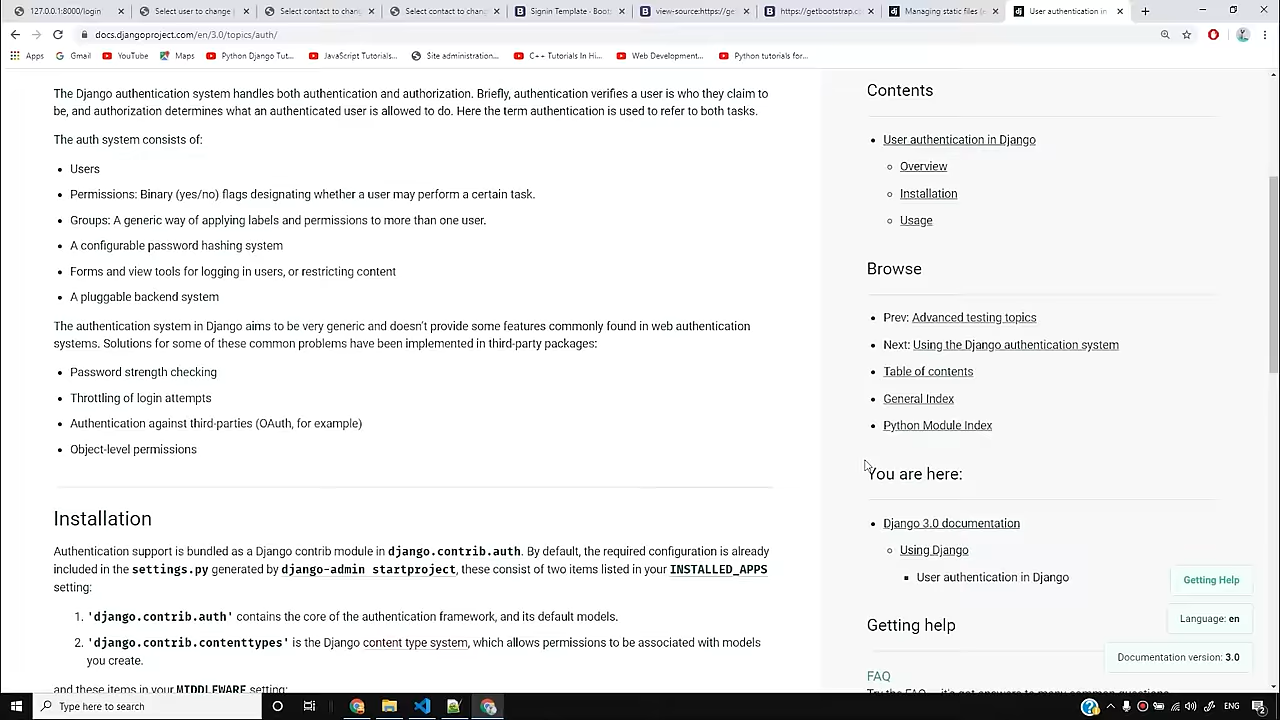 127.0.0.1:8000/login
Select user to change
Select contact to chang
Select contact to chang
Signin Template · Boots
view-source:https://ge
https://getbootstrap.co
Managing static files (e
User authentication in
docs.djangoproject.com/en/3.0/topics/auth/
Apps
Gmail
YouTube
Maps
Python Django Tut...
JavaScript Tutorials...
Site administration...
C++ Tutorials In Hi...
Web Development...
Python tutorials for...
The Django authentication system handles both authentication and authorization. Briefly, authentication verifies a user is who they claim to
be, and authorization determines what an authenticated user is allowed to do. Here the term authentication is used to refer to both tasks.
The auth system consists of:
Users
Permissions: Binary (yes/no) flags designating whether a user may perform a certain task.
Groups: A generic way of applying labels and permissions to more than one user.
A configurable password hashing system
Forms and view tools for logging in users, or restricting content
A pluggable backend system
The authentication system in Django aims to be very generic and doesn't provide some features commonly found in web authentication
systems. Solutions for some of these common problems have been implemented in third-party packages:
Password strength checking
Throttling of login attempts
Authentication against third-parties (OAuth, for example)
Object-level permissions
Installation
Authentication support is bundled as a Django contrib module in django.contrib.auth. By default, the required configuration is already
included in the settings.py generated by django-admin startproject, these consist of two items listed in your INSTALLED_APPS
setting:
1. 'django.contrib.auth' contains the core of the authentication framework, and its default models.
2. 'django.contrib.contenttypes' is the Django content type system, which allows permissions to be associated with models
you create.
and these items in your MIDDLEWARE setting:
Contents
User authentication in Django
Overview
Installation
Usage
Browse
Prev: Advanced testing topics
Next: Using the Django authentication system
Table of contents
General Index
Python Module Index
You are here:
Django 3.0 documentation
Using Django
User authentication in Django
Getting help
FAQ
Try the FAQ — it's got answers to many common questions.
Getting Help
Language: en
Documentation version: 3.0
Type here to search
ENG